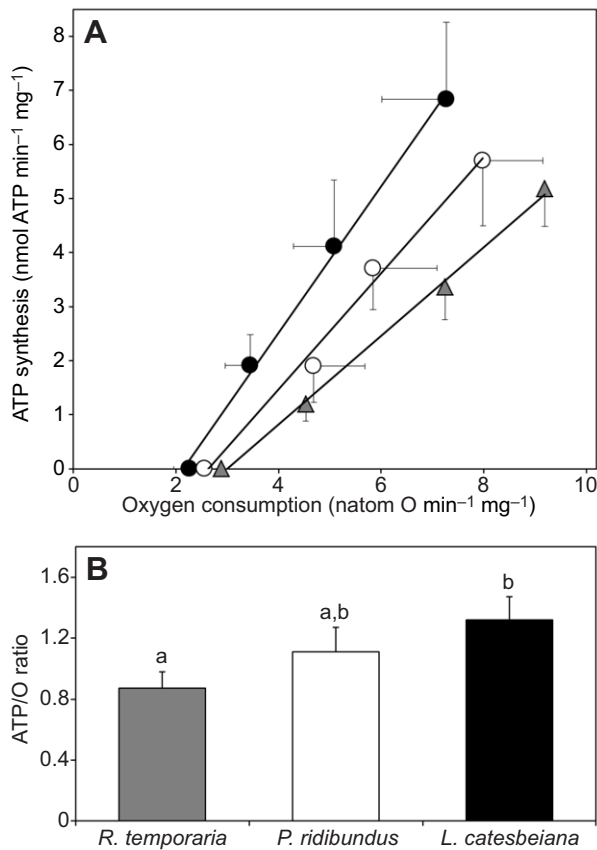 A
ATP synthesis (nmol ATP min⁻¹ mg⁻¹)
8
7
6
5
4
3
2
1
0
0 2 4 6 8 10
Oxygen consumption (natom O min⁻¹ mg⁻¹)
B
ATP/O ratio
1.6
1.2
0.8
0.4
0
a
a,b
b
R. temporaria P. ridibundus L. catesbeiana